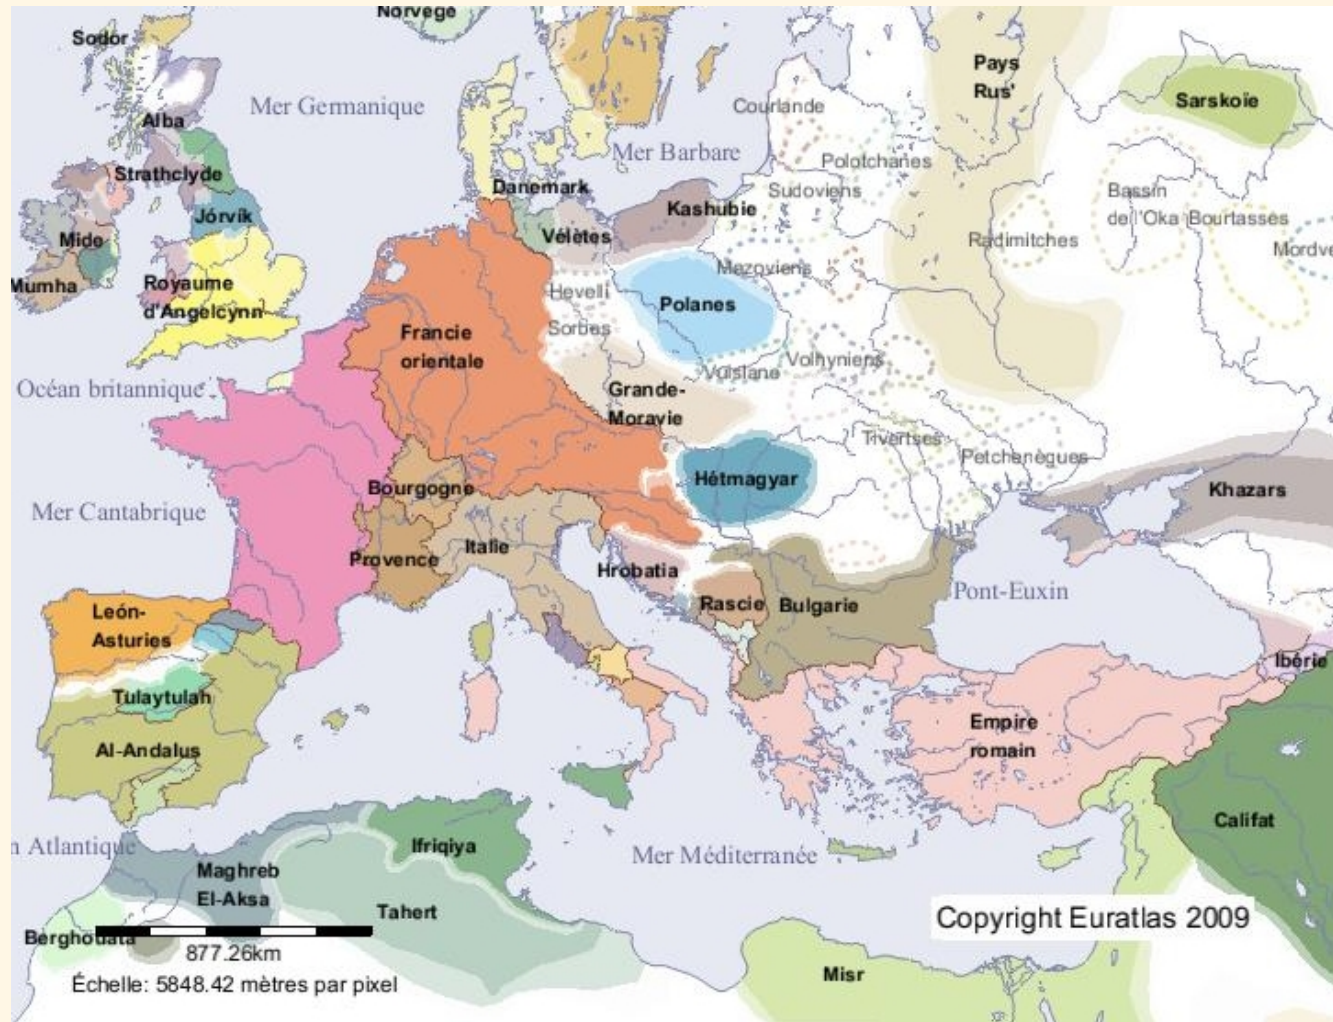 Norvège
Sodor
Pays
Rus'
Sarskoïe
Mer Germanique
Courlande
Alba
Mer Barbare
Polotchanes
Strathclyde
Danemark
Sudoviens
Bassin
de l'Oka
Bourtasses
Jórvík
Kashubie
Mide
Vélètes
Radimitches
Mordve
Mumha
Royaume
d'Angelcynn
Mazoviens
Hevelli
Polanes
Sorbes
Francie
orientale
Volhyniens
Vuislane
Océan britannique
Grande-
Moravie
Tivertses
Petchenègues
Hétmagyar
Bourgogne
Khazars
Mer Cantabrique
Italie
Provence
Hrobatia
Pont-Euxin
León-
Asturies
Rascie
Bulgarie
Ibérie
Tulaytulah
Empire
romain
Al-Andalus
Califat
n Atlantique
Ifriqiya
Mer Méditerranée
Maghreb
El-Aksa
Tahert
Copyright Euratlas 2009
Berghouata
877.26km
Misr
Échelle: 5848.42 mètres par pixel